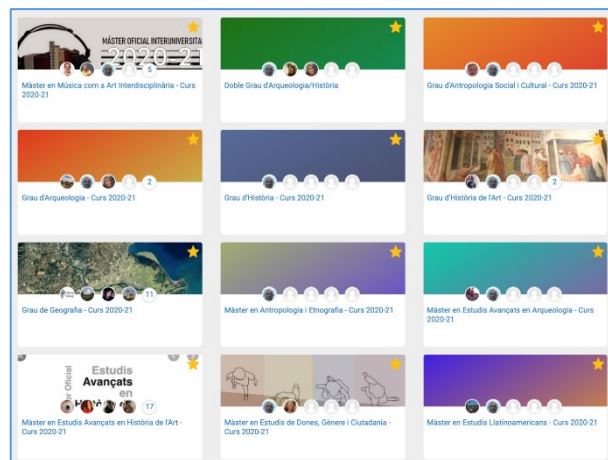 MÀSTER OFICIAL INTERUNIVERSITA
2020-21
5
Màster en Música com a Art Interdisciplinària - Curs
2020-21
Doble Grau d'Arqueologia/Història
Grau d'Antropologia Social i Cultural - Curs 2020-21
2
Grau d'Arqueologia - Curs 2020-21
Grau d'Història - Curs 2020-21
2
Grau d'Història de l'Art - Curs 2020-21
11
Grau de Geografia - Curs 2020-21
Màster en Antropologia i Etnografia - Curs 2020-21
Màster en Estudis Avançats en Arqueologia - Curs
2020-21
Oficial
Estudis
Avançats
en
17
Màster en Estudis Avançats en Història de l'Art -
Curs 2020-21
Màster en Estudis de Dones, Gènere i Ciutadania -
Curs 2020-21
Màster en Estudis Llatinoamericans - Curs 2020-21